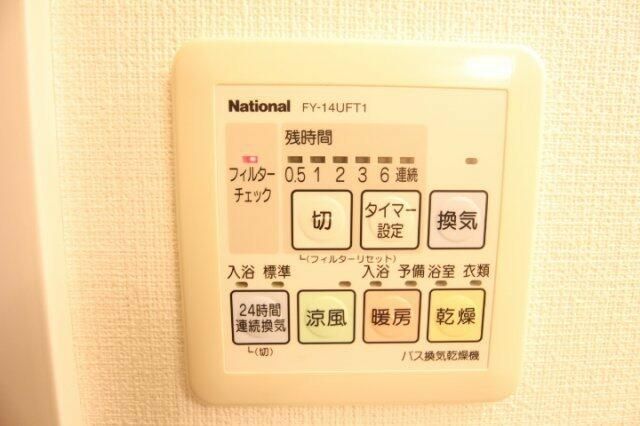 National FY-14UFT1
残時間
0.5 1 2 3 6 連続
フィルター
チェック
切
タイマー
設定
換気
(フィルターリセット)
入浴 標準 入浴 予備 浴室 衣類
24時間
連続換気
涼風
暖房
乾燥
(切)
バス換気乾燥機